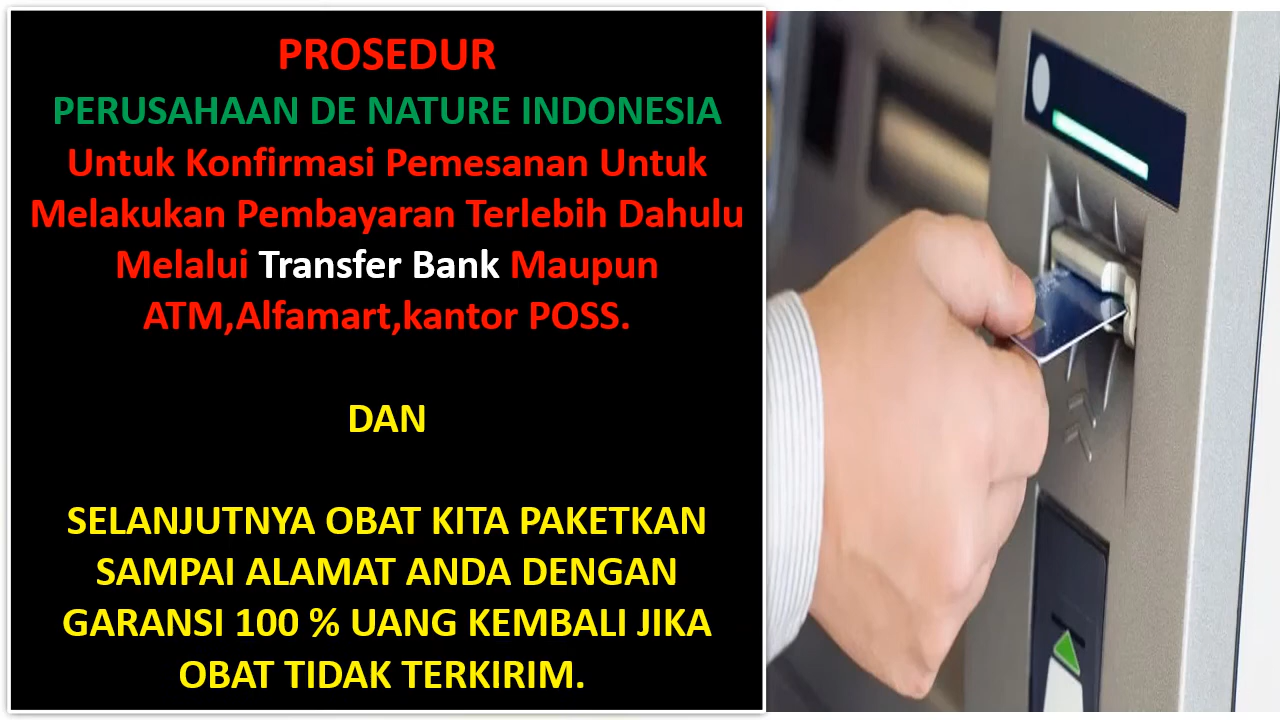 PROSEDUR
PERUSAHAAN DE NATURE INDONESIA
Untuk Konfirmasi Pemesanan Untuk
Melakukan Pembayaran Terlebih Dahulu
Melalui Transfer Bank Maupun
ATM,Alfamart,kantor POSS.
DAN
SELANJUTNYA OBAT KITA PAKETKAN
SAMPAI ALAMAT ANDA DENGAN
GARANSI 100 % UANG KEMBALI JIKA
OBAT TIDAK TERKIRIM.